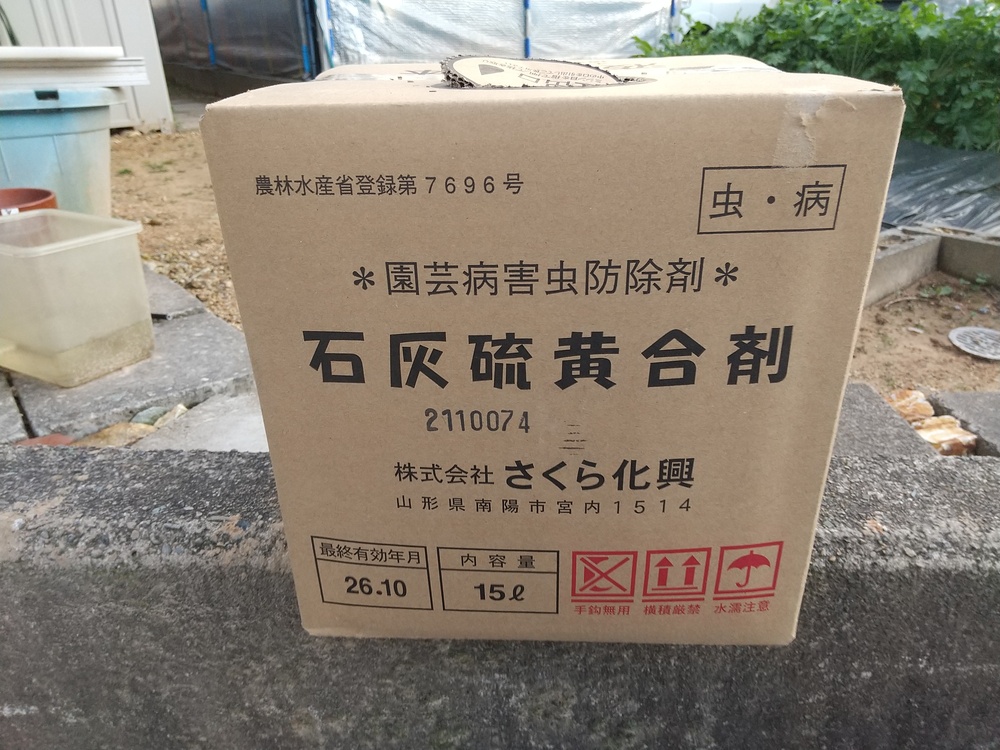 農林水産省登録第7696号
虫・病
*園芸病害虫防除剤*
石灰硫黄合剤
2110074
株式会社 さくら化興
山形県南陽市宮内1514
最終有効年月
26.10
内容量
15ℓ
手鈎無用
横積厳禁
水濡注意